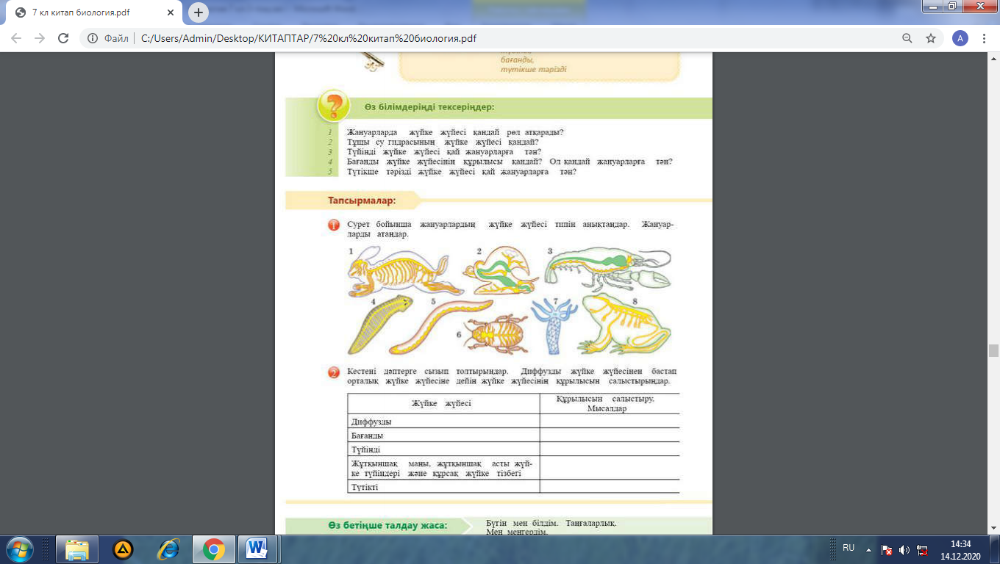 7 кл китап биология.pdf
Файл
C:/Users/Admin/Desktop/КИТАПТАР/7%20кл%20китап%20биология.pdf
A
бағанды,
түтікше тәрізді
Өз білімдеріңді тексеріңдер:
1 Жануарларда жүйке жүйесі қандай рөл атқарады?
2 Тұщы су гидрасының жүйке жүйесі қандай?
3 Түйінді жүйке жүйесі қай жануарларға тән?
4 Бағанды жүйке жүйесінің құрылысы қандай? Ол қандай жануарларға тән?
5 Түтікше тәрізді жүйке жүйесі қай жануарларға тән?
Тапсырмалар:
1 Сурет бойынша жануарлардың жүйке жүйесі типін анықтаңдар. Жануар-
ларды атаңдар.
1 2 3
4 5 7 8
6
2 Кестені дәптерге сызып толтырыңдар. Диффузды жүйке жүйесінен бастап
орталық жүйке жүйесіне дейін жүйке жүйесінің құрылысын салыстырыңдар.
Жүйке жүйесі
Құрылысын салыстыру.
Мысалдар
Диффузды
Бағанды
Түйінді
Жұтқыншақ маңы, жұтқыншақ асты жүй-
ке түйіндері және құрсақ жүйке тізбегі
Түтікті
Өз бетіңше талдау жаса:
Бүгін мен білдім. Таңғаларлық.
Мен меңгердім.
RU
14:34
14.12.2020